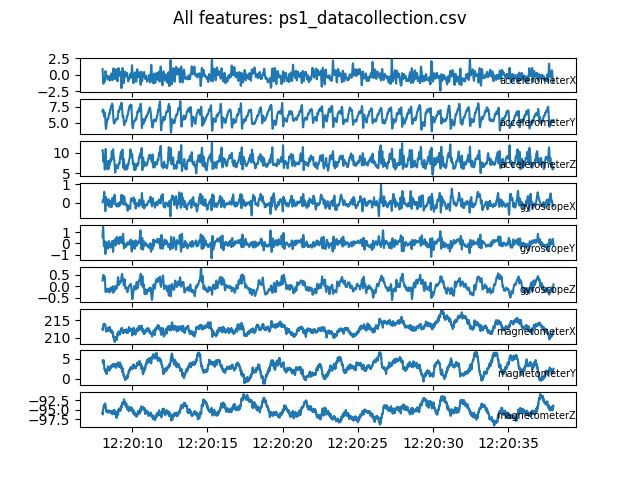 All features: ps1_datacollection.csv
2.5
0.0
−2.5
accelerometerX
7.5
5.0
accelerometerY
10
5
accelerometerZ
1
0
gyroscopeX
1
0
−1
gyroscopeY
0.5
0.0
−0.5
gyroscopeZ
215
210
magnetometerX
5
0
magnetometerY
−92.5
−95.0
−97.5
magnetometerZ
12:20:10 12:20:15 12:20:20 12:20:25 12:20:30 12:20:35